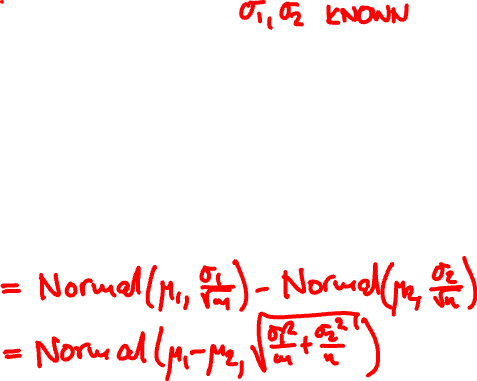 σ₁, σ₂ KNOWN
= Normal(μ₁, σ₁/√m) - Normal(μ₂, σ₂/√n)
= Normal(μ₁-μ₂, √(σ₁²/m + σ₂²/n))